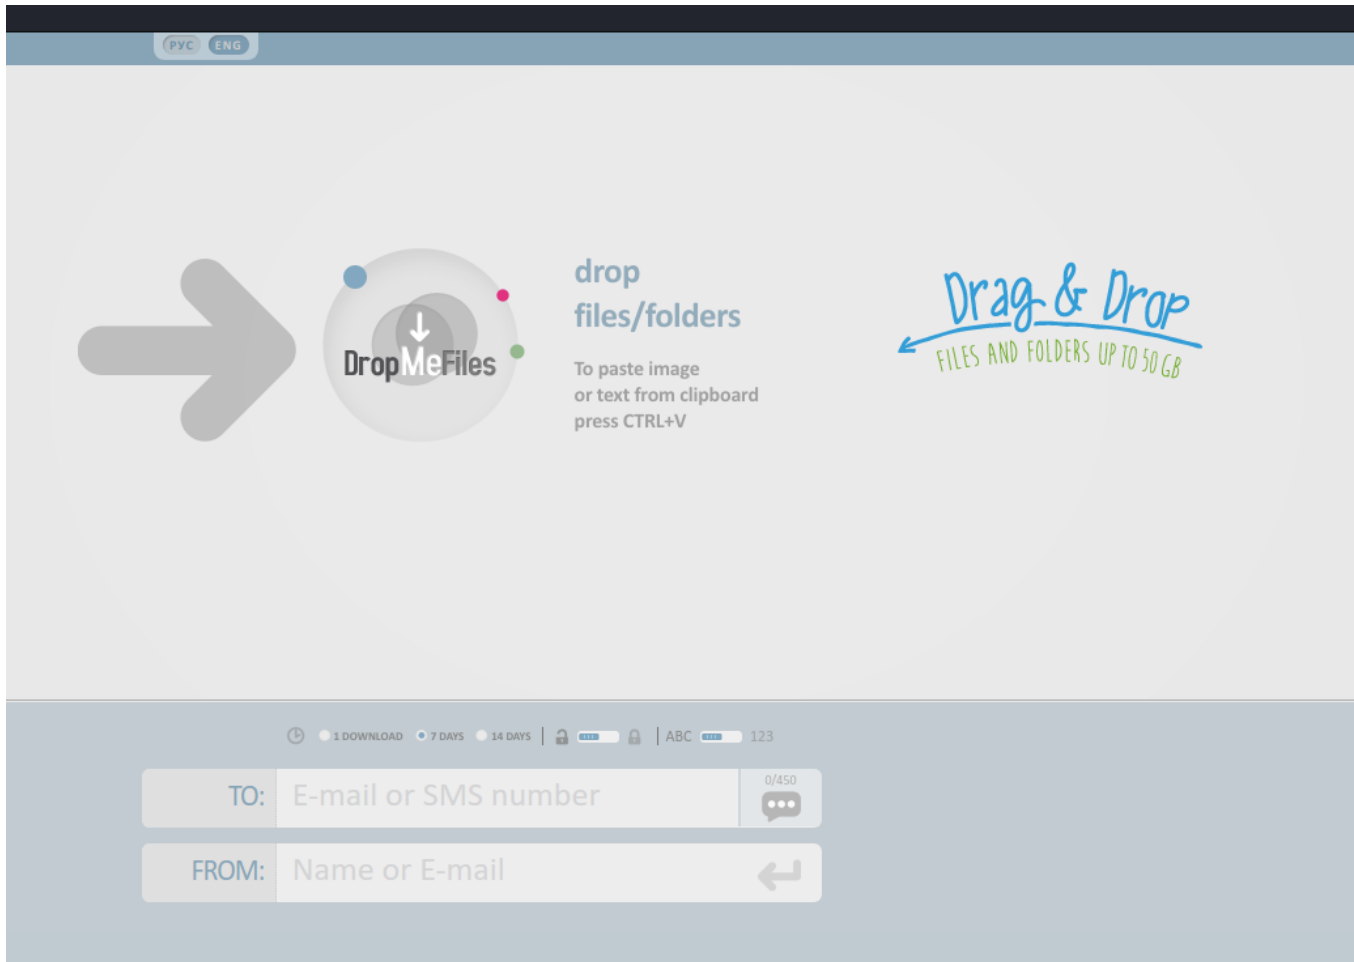 РУС ENG
drop
files/folders
To paste image
or text from clipboard
press CTRL+V
DropMeFiles
Drag & Drop
FILES AND FOLDERS UP TO 50 GB
1 DOWNLOAD 7 DAYS 14 DAYS ABC 123
TO: E-mail or SMS number 0/450
FROM: Name or E-mail